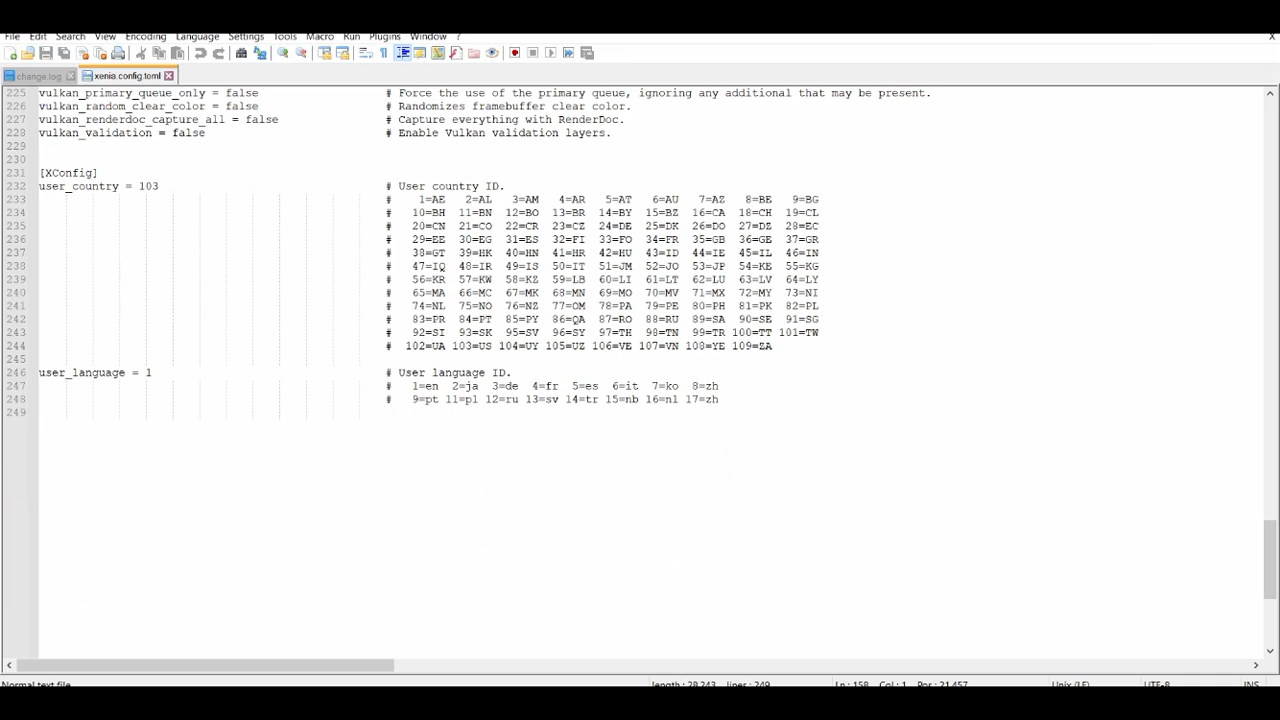 File Edit Search View Encoding Language Settings Tools Macro Run Plugins Window ? X
change.log xenia.config.toml
225 vulkan_primary_queue_only = false # Force the use of the primary queue, ignoring any additional that may be present.
226 vulkan_random_clear_color = false # Randomizes framebuffer clear color.
227 vulkan_renderdoc_capture_all = false # Capture everything with RenderDoc.
228 vulkan_validation = false # Enable Vulkan validation layers.
229
230
231 [XConfig]
232 user_country = 103 # User country ID.
233 # 1=AE 2=AL 3=AM 4=AR 5=AT 6=AU 7=AZ 8=BE 9=BG
234 # 10=BH 11=BN 12=BO 13=BR 14=BY 15=BZ 16=CA 18=CH 19=CL
235 # 20=CN 21=CO 22=CR 23=CZ 24=DE 25=DK 26=DO 27=DZ 28=EC
236 # 29=EE 30=EG 31=ES 32=FI 33=FO 34=FR 35=GB 36=GE 37=GR
237 # 38=GT 39=HK 40=HN 41=HR 42=HU 43=ID 44=IE 45=IL 46=IN
238 # 47=IQ 48=IR 49=IS 50=IT 51=JM 52=JO 53=JP 54=KE 55=KG
239 # 56=KR 57=KW 58=KZ 59=LB 60=LI 61=LT 62=LU 63=LV 64=LY
240 # 65=MA 66=MC 67=MK 68=MN 69=MO 70=MV 71=MX 72=MY 73=NI
241 # 74=NL 75=NO 76=NZ 77=OM 78=PA 79=PE 80=PH 81=PK 82=PL
242 # 83=PR 84=PT 85=PY 86=QA 87=RO 88=RU 89=SA 90=SE 91=SG
243 # 92=SI 93=SK 95=SV 96=SY 97=TH 98=TN 99=TR 100=TT 101=TW
244 # 102=UA 103=US 104=UY 105=UZ 106=VE 107=VN 108=YE 109=ZA
245
246 user_language = 1 # User language ID.
247 # 1=en 2=ja 3=de 4=fr 5=es 6=it 7=ko 8=zh
248 # 9=pt 11=pl 12=ru 13=sv 14=tr 15=nb 16=nl 17=zh
249
Normal text file length : 28,243 lines : 249 Ln : 158 Col : 1 Pos : 21,457 Unix (LF) UTF-8 INS